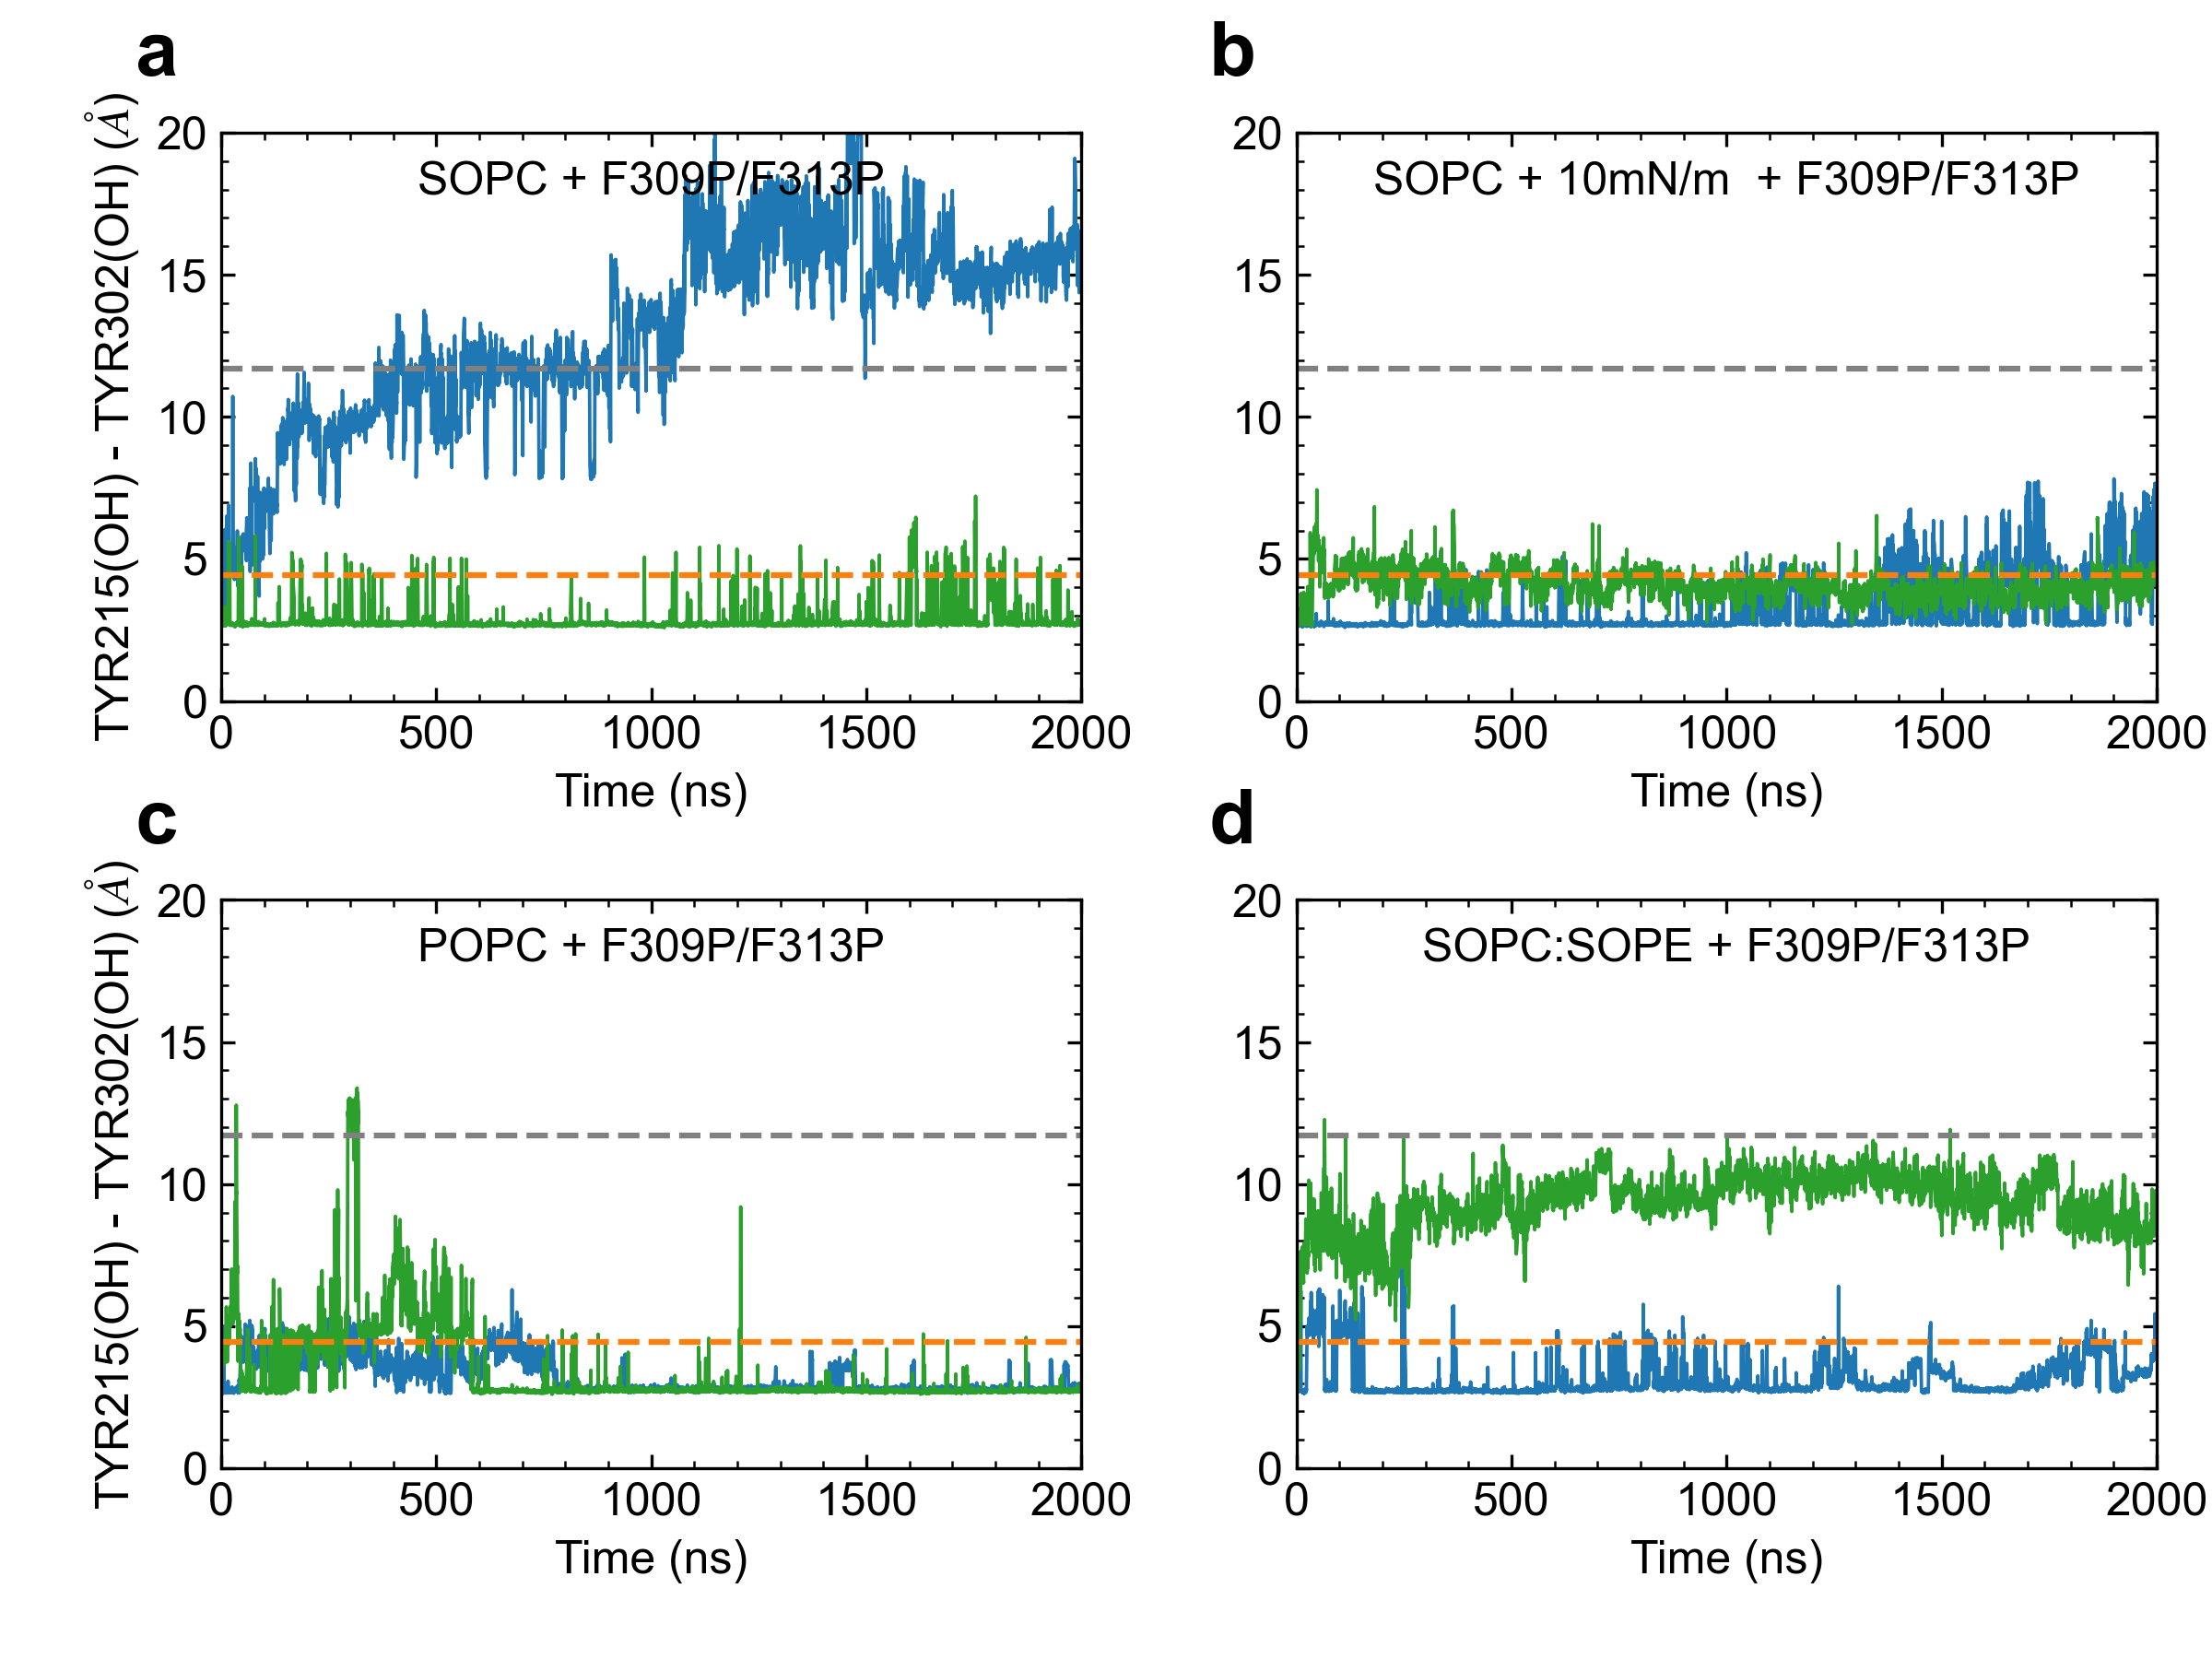 a
b
TYR215(OH) - TYR302(OH) (Å)
20
15
10
5
0
SOPC + F309P/F313P
0 500 1000 1500 2000
Time (ns)
20
15
10
5
0
SOPC + 10mN/m + F309P/F313P
0 500 1000 1500 2000
Time (ns)
c
d
TYR215(OH) - TYR302(OH) (Å)
20
15
10
5
0
POPC + F309P/F313P
0 500 1000 1500 2000
Time (ns)
20
15
10
5
0
SOPC:SOPE + F309P/F313P
0 500 1000 1500 2000
Time (ns)